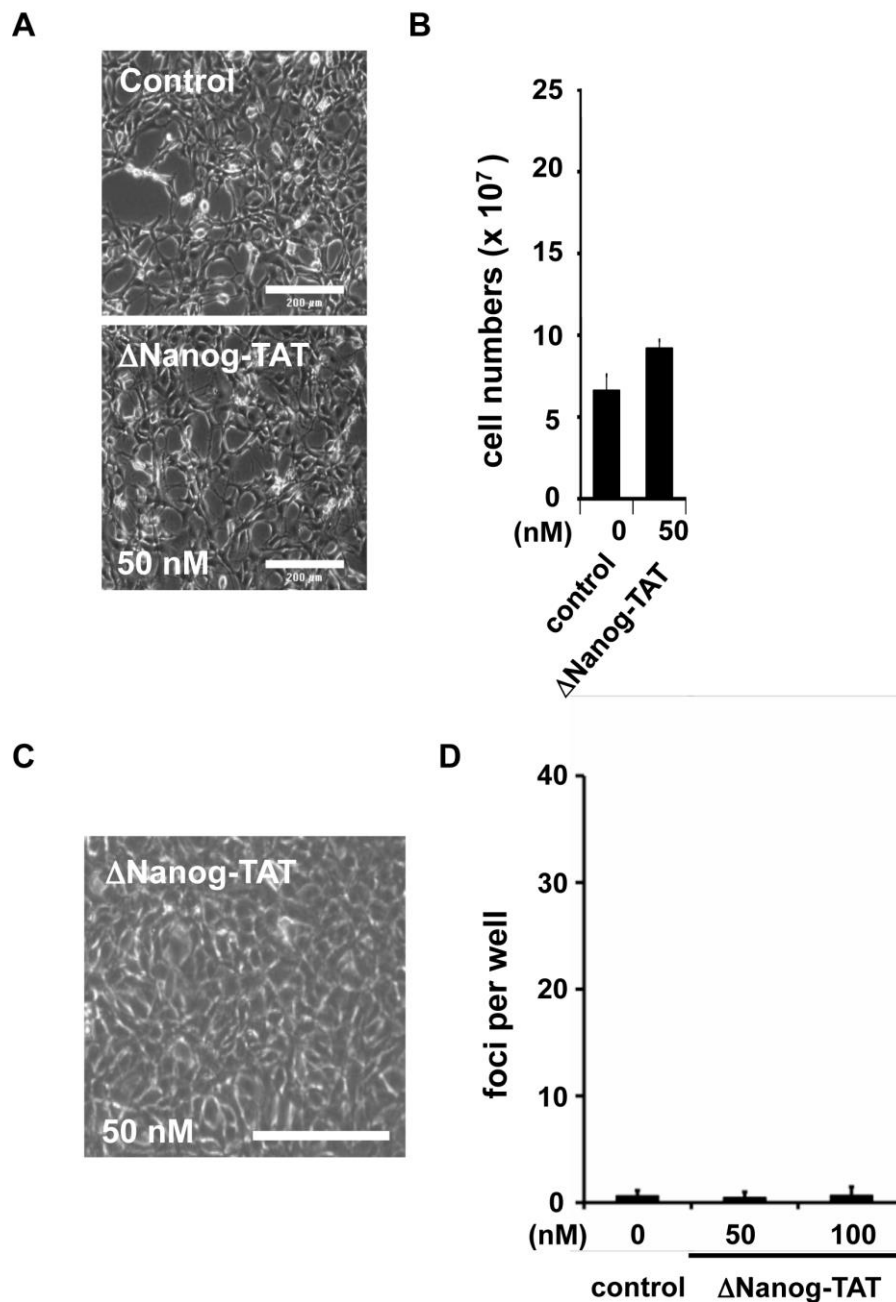 A
Control
200 µm
ΔNanog-TAT
50 nM
200 µm
B
cell numbers (x 10⁷ )
25
20
15
10
5
0
(nM) 0 50
control
ΔNanog-TAT
C
ΔNanog-TAT
50 nM
D
foci per well
40
30
20
10
0
(nM) 0 50 100
control ΔNanog-TAT